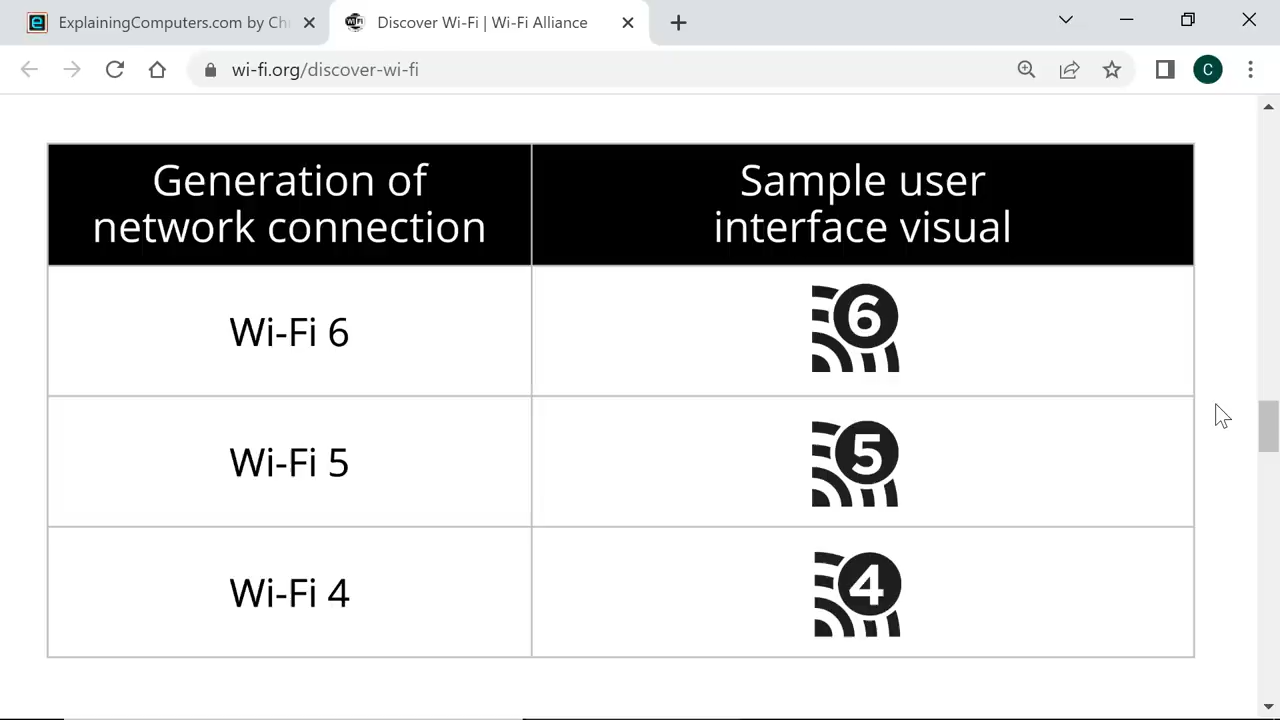 ExplainingComputers.com by Ch
Discover Wi-Fi | Wi-Fi Alliance
wi-fi.org/discover-wi-fi
C
Generation of
network connection
Sample user
interface visual
Wi-Fi 6
6
Wi-Fi 5
5
Wi-Fi 4
4